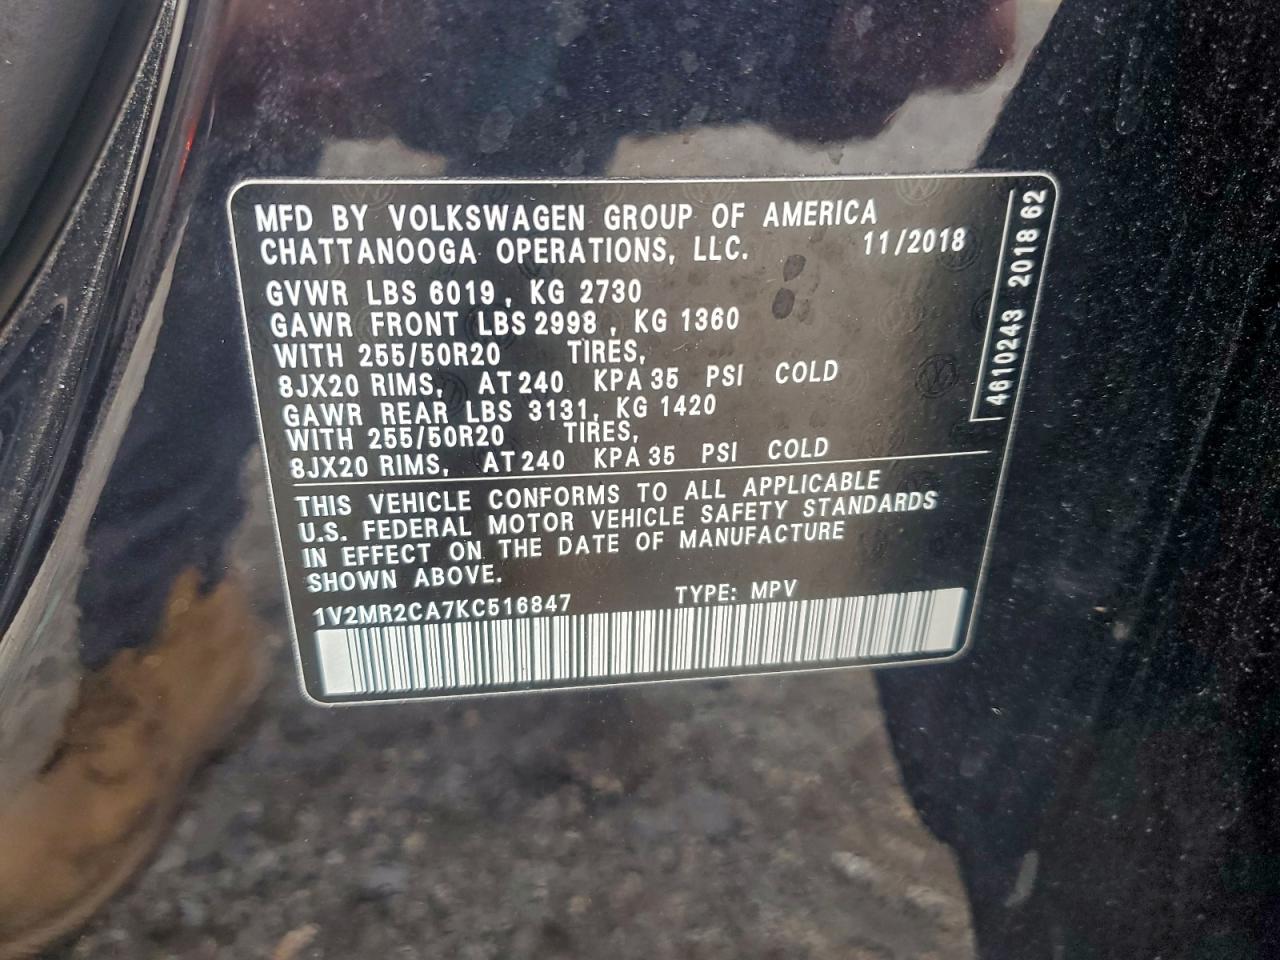 MFD BY VOLKSWAGEN GROUP OF AMERICA
CHATTANOOGA OPERATIONS, LLC. 11/2018
GVWR LBS 6019, KG 2730
GAWR FRONT LBS 2998, KG 1360
WITH 255/50R20 TIRES,
8JX20 RIMS, AT 240 KPA 35 PSI COLD
GAWR REAR LBS 3131, KG 1420
WITH 255/50R20 TIRES,
8JX20 RIMS, AT 240 KPA 35 PSI COLD
THIS VEHICLE CONFORMS TO ALL APPLICABLE
U.S. FEDERAL MOTOR VEHICLE SAFETY STANDARDS
IN EFFECT ON THE DATE OF MANUFACTURE
SHOWN ABOVE.
1V2MR2CA7KC516847 TYPE: MPV
4610243 2018 62